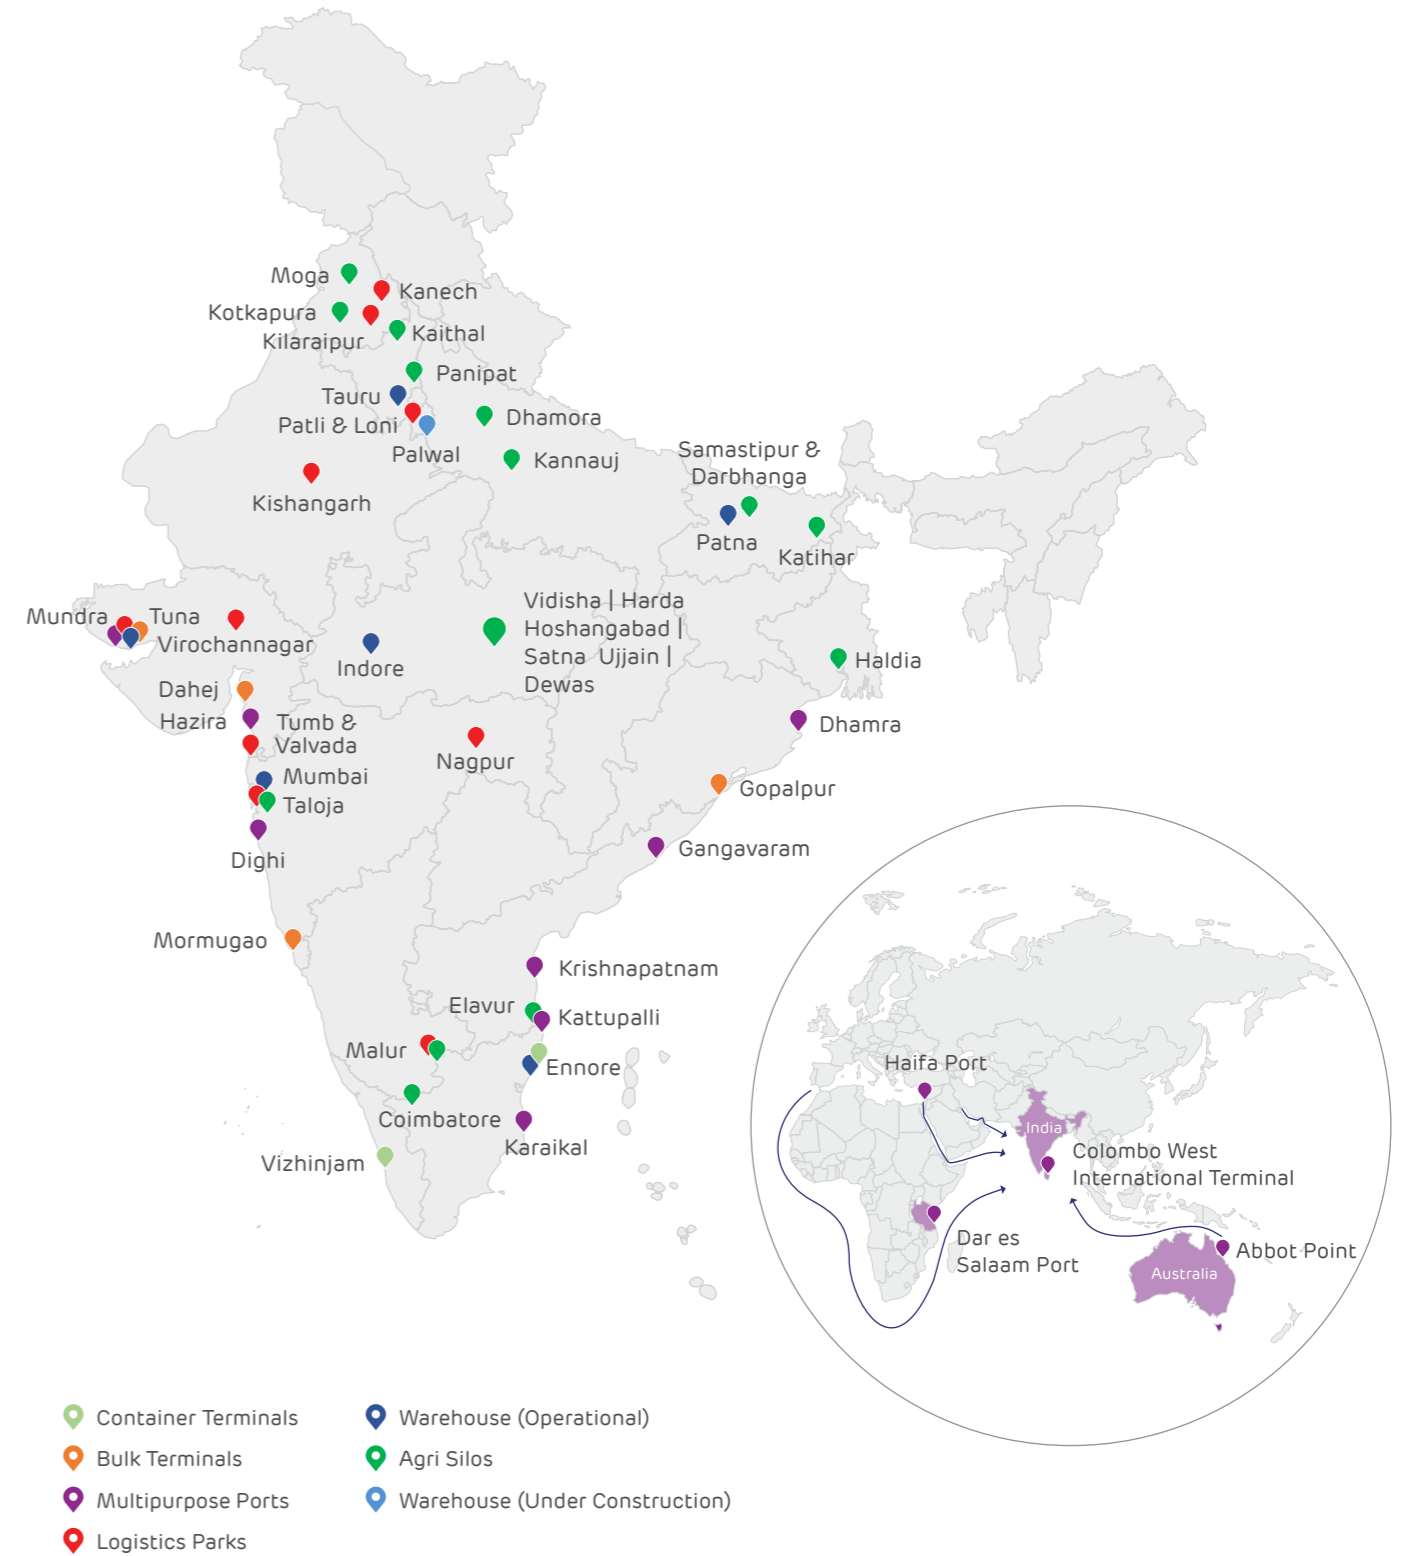 Moga
Kanech
Kotkapura
Kilaraipur
Kaithal
Panipat
Tauru
Patli & Loni
Dhamora
Palwal
Kannauj
Samastipur &
Darbhanga
Kishangarh
Patna
Katihar
Mundra
Tuna
Virochannagar
Indore
Vidisha | Harda
Hoshangabad |
Satna Ujjain |
Dewas
Haldia
Dahej
Hazira
Tumb &
Valvada
Dhamra
Nagpur
Mumbai
Taloja
Gopalpur
Dighi
Gangavaram
Mormugao
Krishnapatnam
Elavur
Kattupalli
Malur
Ennore
Coimbatore
Karaikal
Vizhinjam
Haifa Port
India
Colombo West
International Terminal
Dar es
Salaam Port
Abbot Point
Australia
Container Terminals
Bulk Terminals
Multipurpose Ports
Logistics Parks
Warehouse (Operational)
Agri Silos
Warehouse (Under Construction)